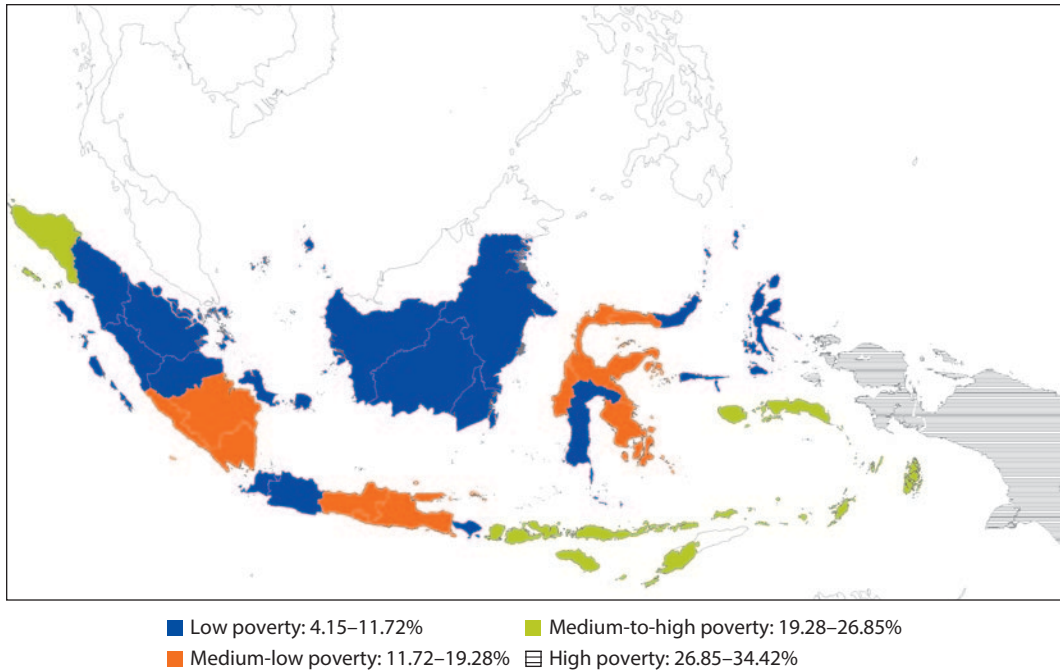 Low poverty: 4.15–11.72%
Medium-to-high poverty: 19.28–26.85%
Medium-low poverty: 11.72–19.28%
High poverty: 26.85–34.42%